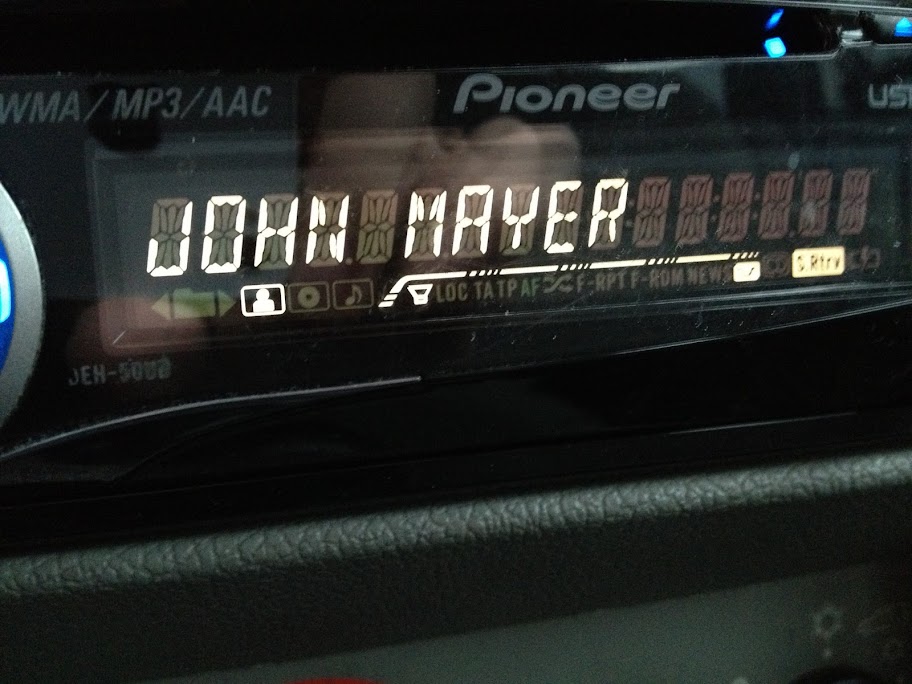 WMA/MP3/AAC
Pioneer
JOHN MAYER
LOC TA TP AF F-RPT F-ROM NEWS
S.Rtrv